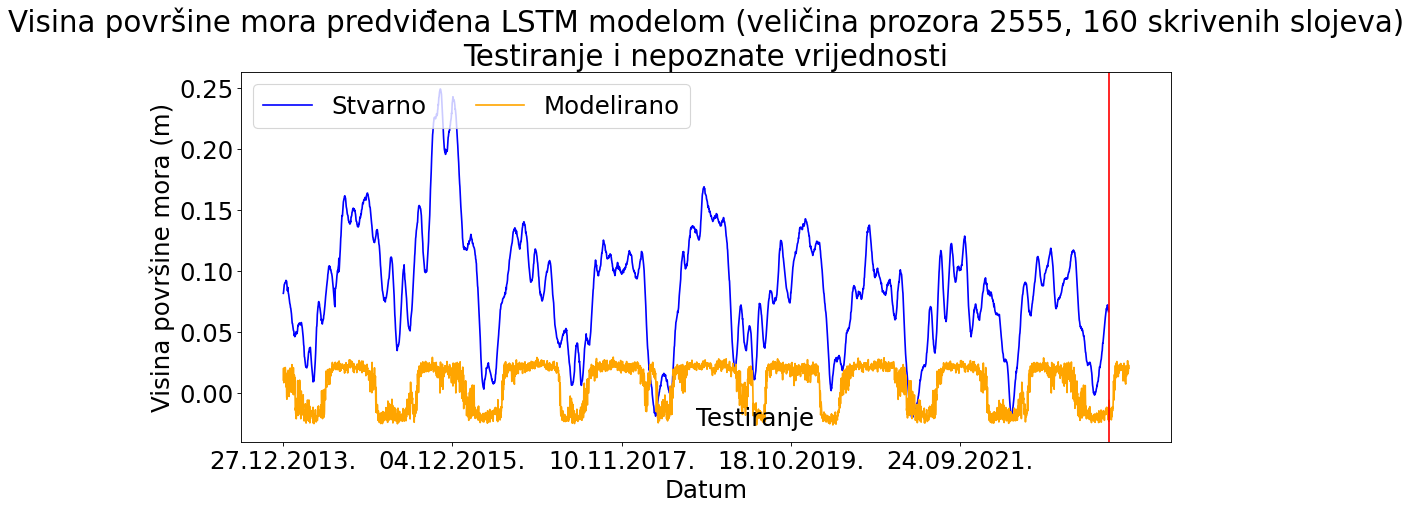 Visina površine mora predviđena LSTM modelom (veličina prozora 2555, 160 skrivenih slojeva)
Testiranje i nepoznate vrijednosti
Stvarno
Modelirano
Visina površine mora (m)
0.25
0.20
0.15
0.10
0.05
0.00
Testiranje
27.12.2013.
04.12.2015.
10.11.2017.
18.10.2019.
24.09.2021.
Datum